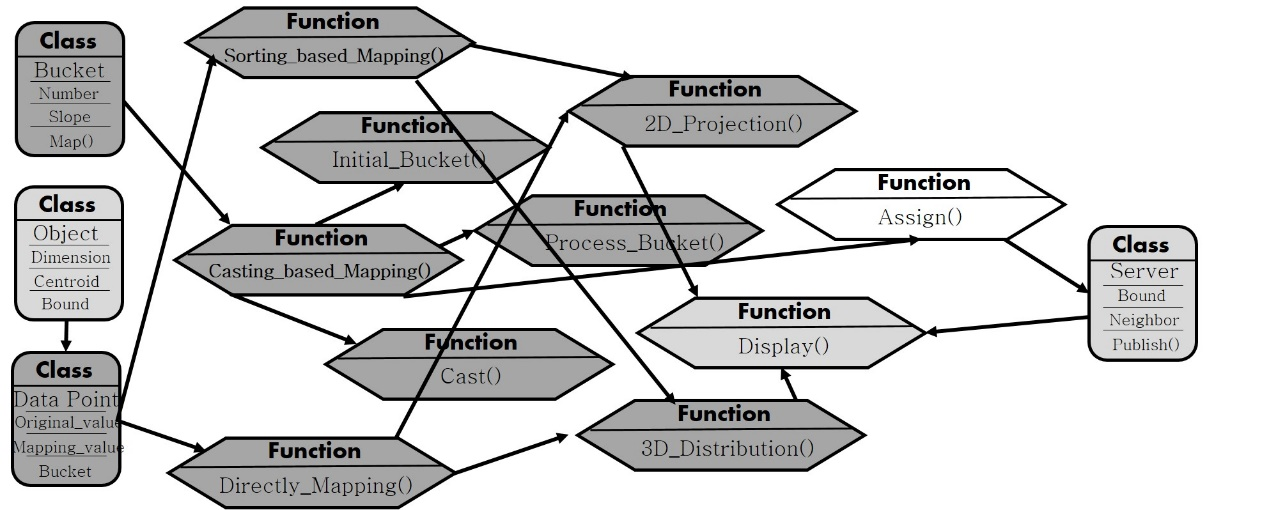 Class
Bucket
Number
Slope
Map()
Class
Object
Dimension
Centroid
Bound
Class
Data Point
Original_value
Mapping_value
Bucket
Function
Sorting_based_Mapping()
Function
Initial_Bucket()
Function
Casting_based_Mapping()
Function
Process_Bucket()
Function
Cast()
Function
Directly_Mapping()
Function
2D_Projection()
Function
Assign()
Function
Display()
Function
3D_Distribution()
Class
Server
Bound
Neighbor
Publish()